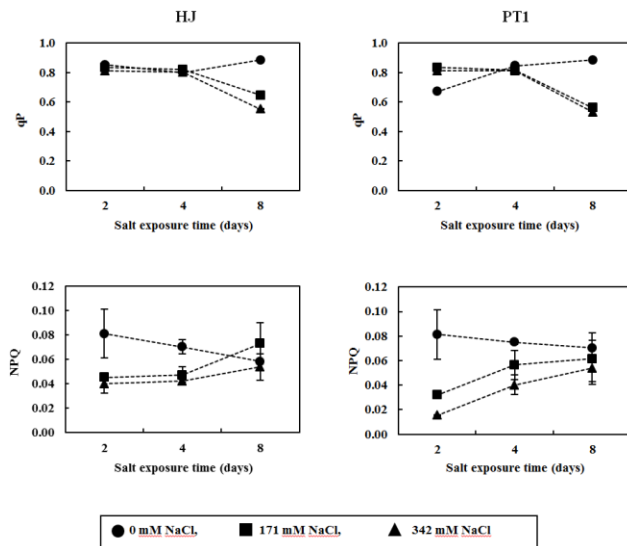 HJ
PT1
1.0
0.8
0.6
0.4
0.2
0.0
qP
2 4 8
Salt exposure time (days)
1.0
0.8
0.6
0.4
0.2
0.0
qP
2 4 8
Salt exposure time (days)
0.12
0.10
0.08
0.06
0.04
0.02
0.00
NPQ
2 4 8
Salt exposure time (days)
0.12
0.10
0.08
0.06
0.04
0.02
0.00
NPQ
2 4 8
Salt exposure time (days)
0 mM NaCl, 171 mM NaCl, 342 mM NaCl